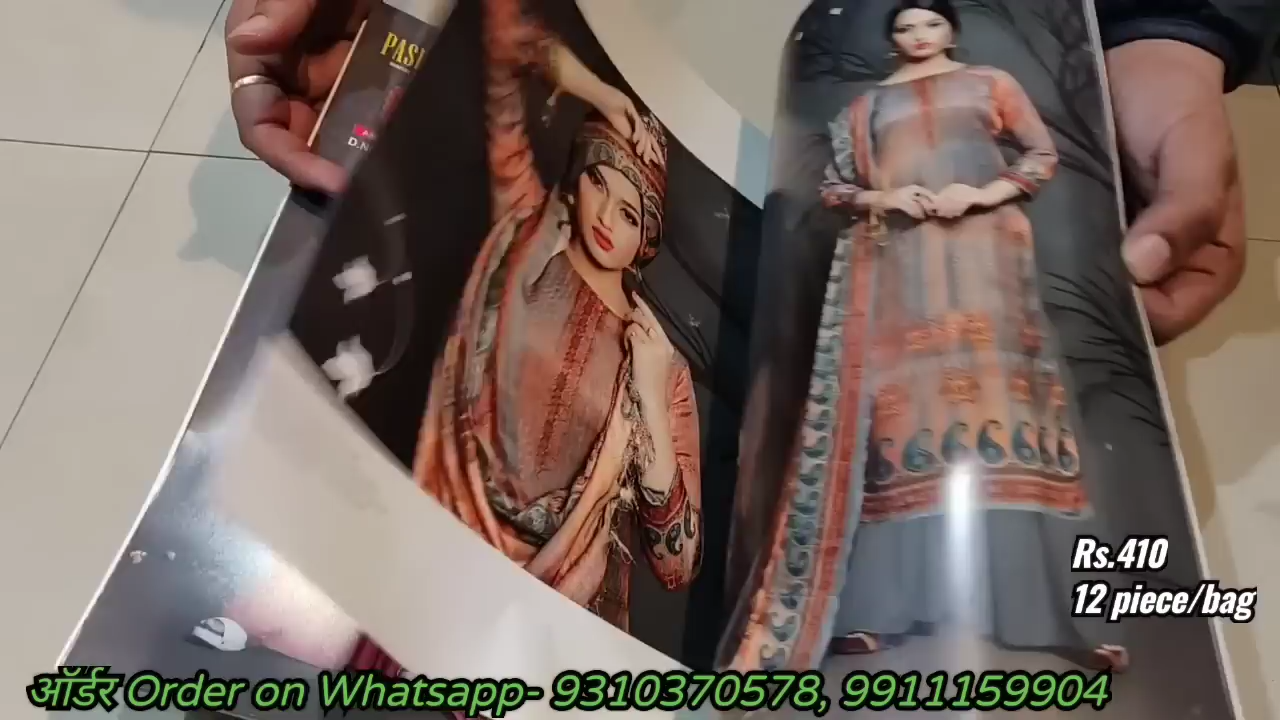 Rs.410
12 piece/bag
ऑर्डर Order on Whatsapp- 9310370578, 9911159904